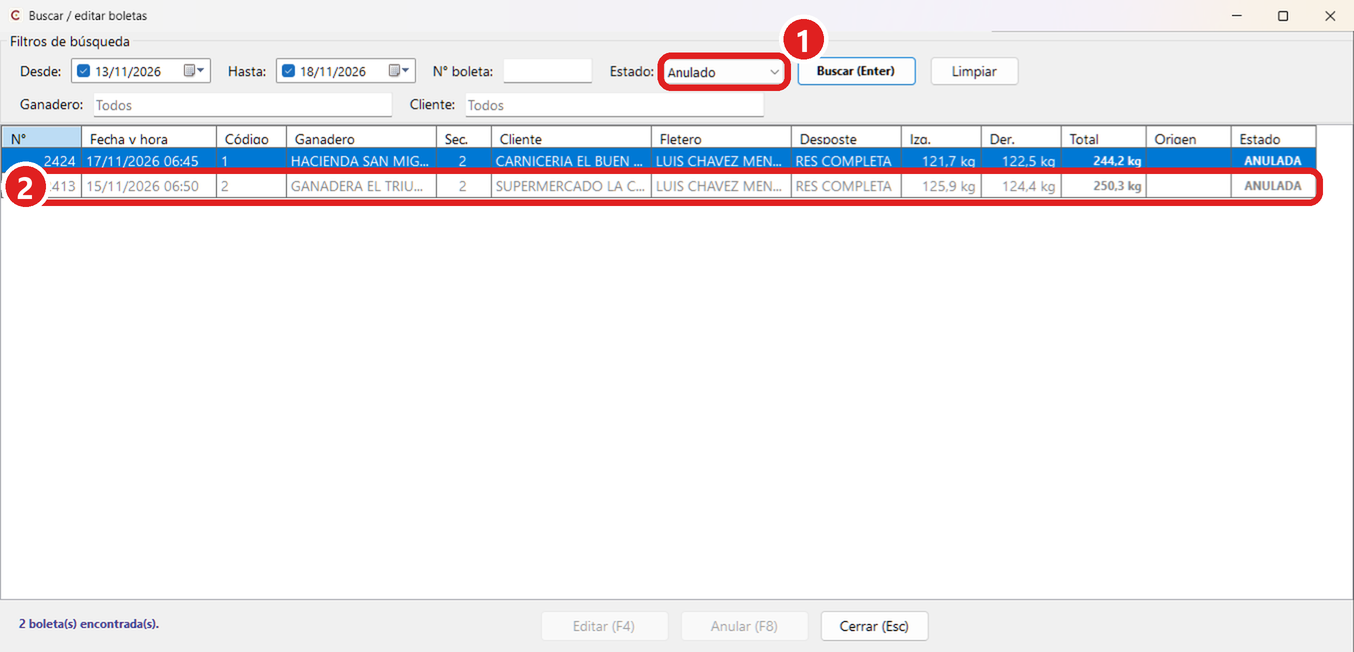 Buscar / editar boletas
Filtros de búsqueda
1
Desde: 13/11/2026 Hasta: 18/11/2026 N° boleta: Estado: Anulado Buscar (Enter) Limpiar
Ganadero: Todos Cliente: Todos
N° Fecha y hora Código Ganadero Sec. Cliente Fletero Desposte Izq. Der. Total Origen Estado
2424 17/11/2026 06:45 1 HACIENDA SAN MIG... 2 CARNICERIA EL BUEN ... LUIS CHAVEZ MEN... RES COMPLETA 121,7 kg 122,5 kg 244,2 kg ANULADA
2 413 15/11/2026 06:50 2 GANADERA EL TRIU... 2 SUPERMERCADO LA C... LUIS CHAVEZ MEN... RES COMPLETA 125,9 kg 124,4 kg 250,3 kg ANULADA
2 boleta(s) encontrada(s). Editar (F4) Anular (F8) Cerrar (Esc)